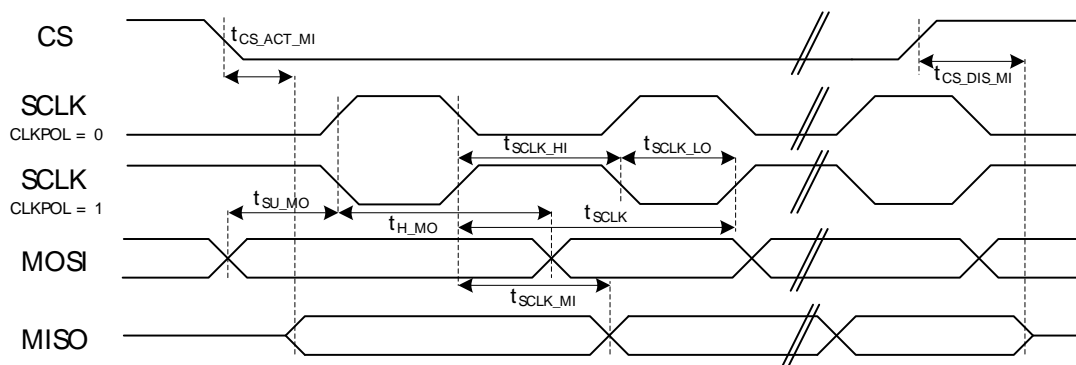 CS
tCS_ACT_MI
tCS_DIS_MI
SCLK
CLKPOL = 0
tSCLK_HI
tSCLK_LO
SCLK
CLKPOL = 1
tSU_MO
tH_MO
tSCLK
MOSI
tSCLK_MI
MISO